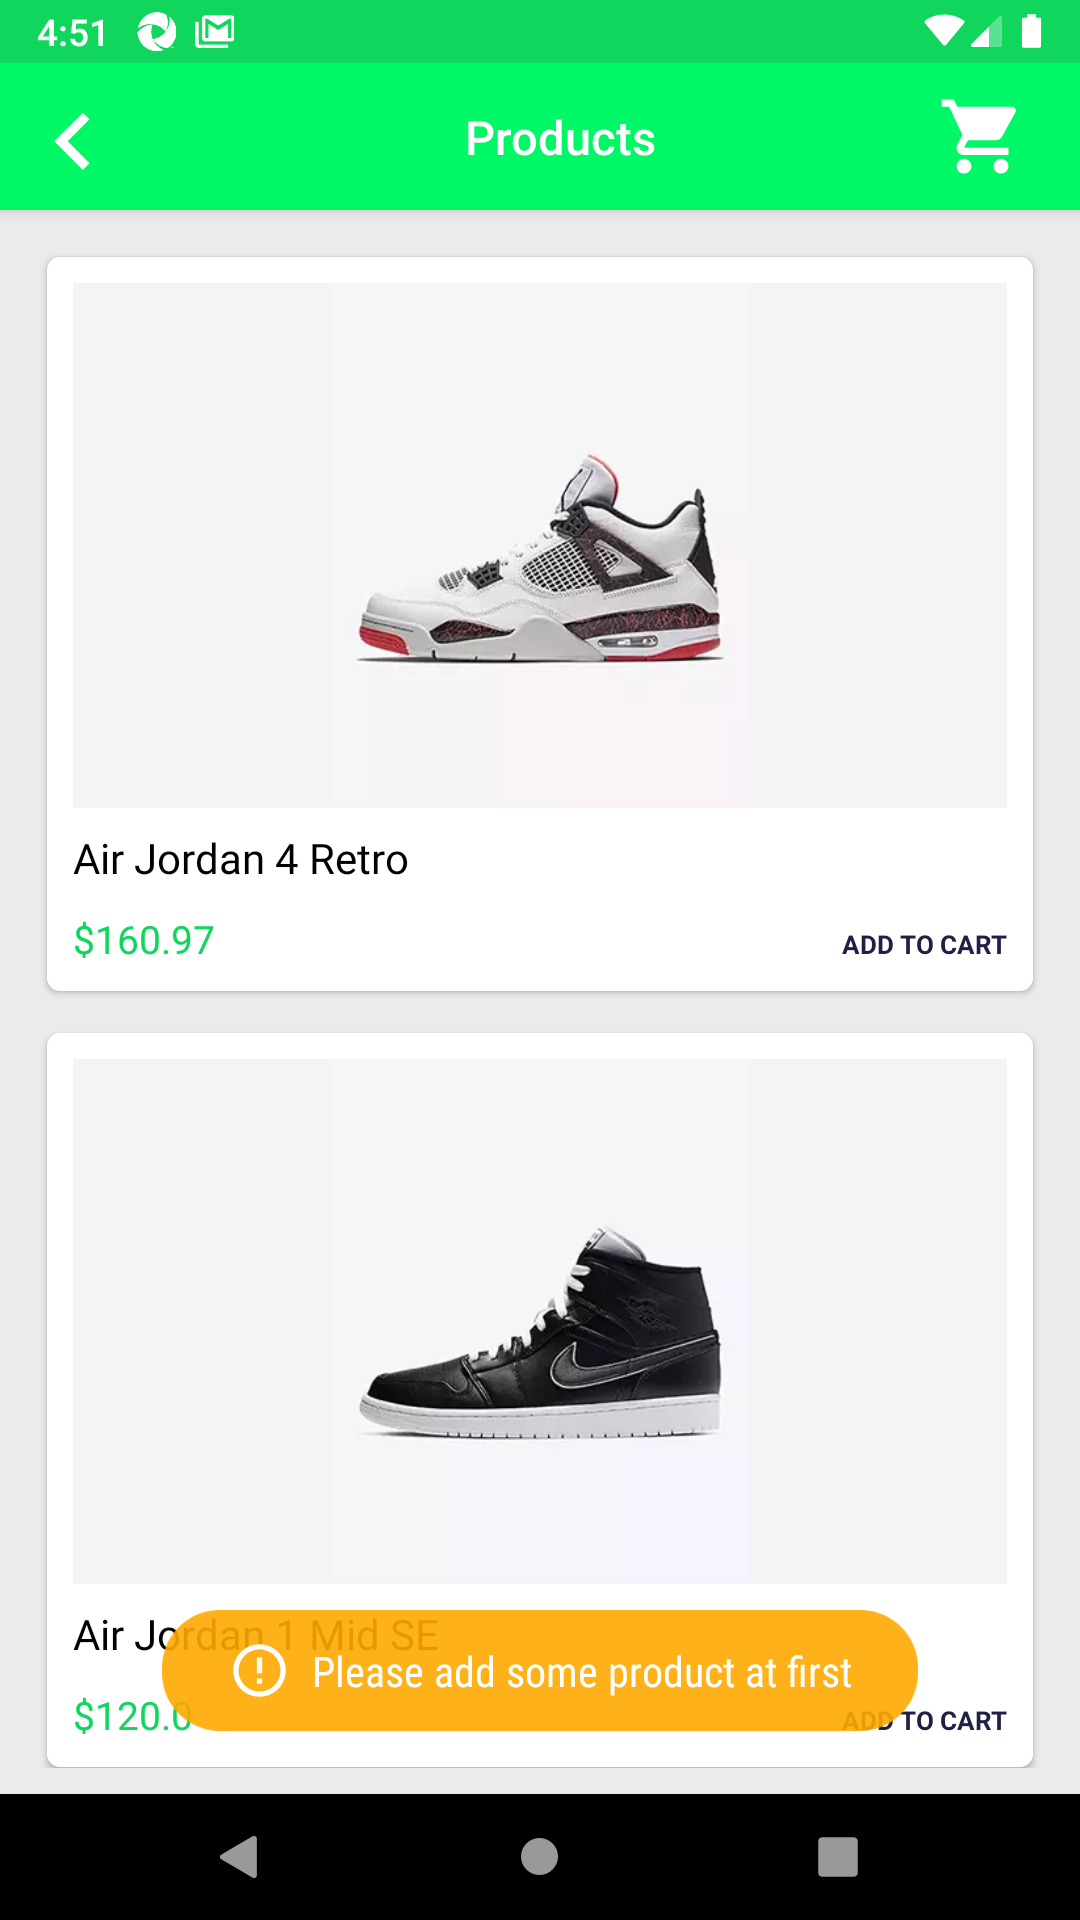 4:51
Products
Air Jordan 4 Retro
$160.97
ADD TO CART
Air Jordan 1 Mid SE
Please add some product at first
$120.0
ADD TO CART